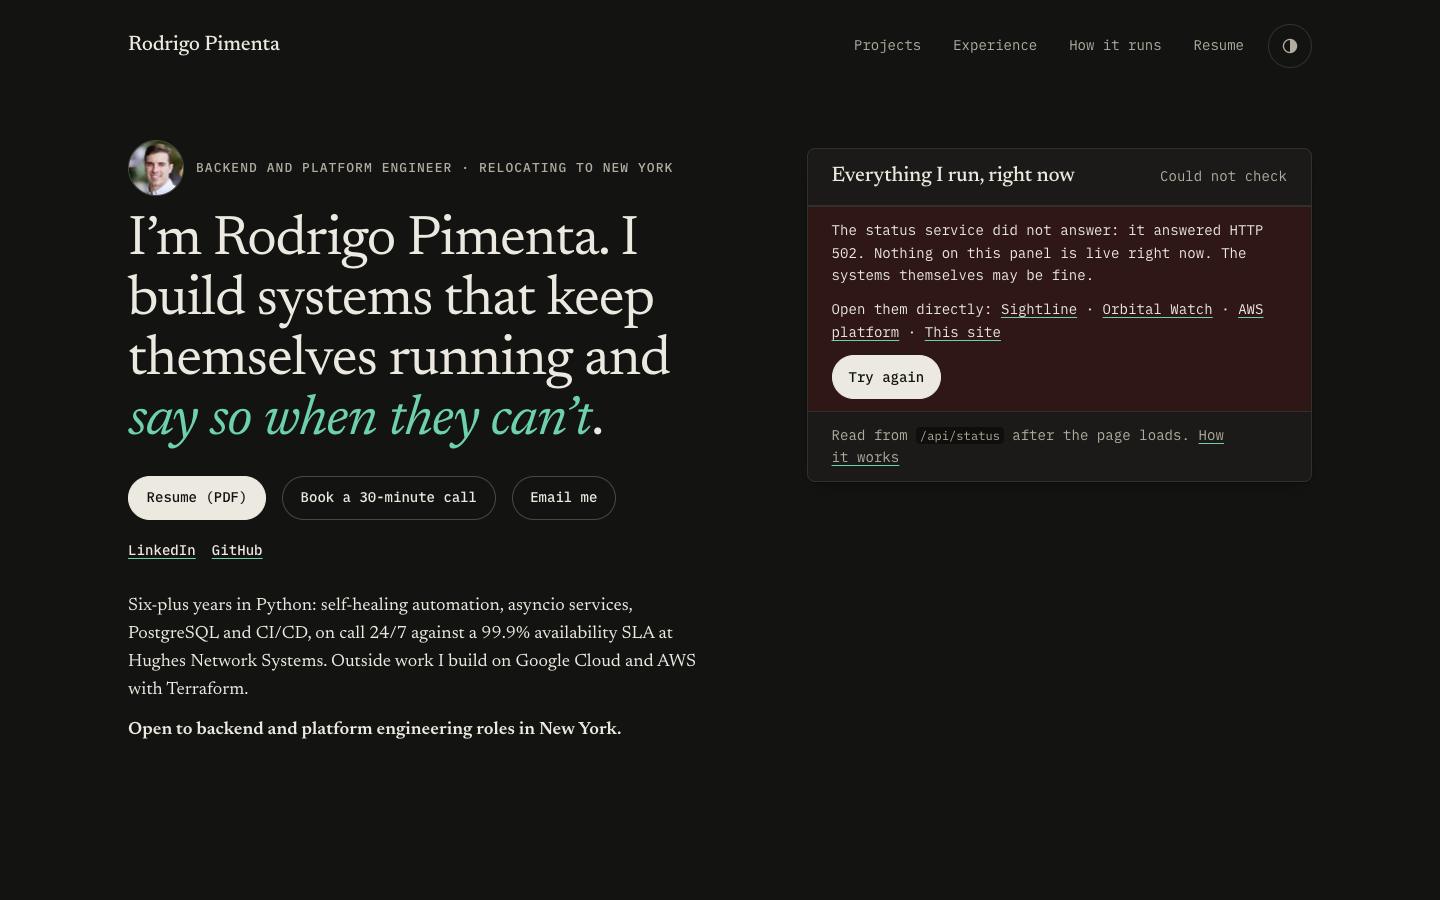 Rodrigo Pimenta
Projects
Experience
How it runs
Resume
BACKEND AND PLATFORM ENGINEER · RELOCATING TO NEW YORK
I’m Rodrigo Pimenta. I
build systems that keep
themselves running and
say so when they can’t.
Resume (PDF)
Book a 30-minute call
Email me
LinkedIn
GitHub
Six-plus years in Python: self-healing automation, asyncio services,
PostgreSQL and CI/CD, on call 24/7 against a 99.9% availability SLA at
Hughes Network Systems. Outside work I build on Google Cloud and AWS
with Terraform.
Open to backend and platform engineering roles in New York.
Everything I run, right now
Could not check
The status service did not answer: it answered HTTP
502. Nothing on this panel is live right now. The
systems themselves may be fine.
Open them directly: Sightline · Orbital Watch · AWS
platform · This site
Try again
Read from /api/status after the page loads. How
it works